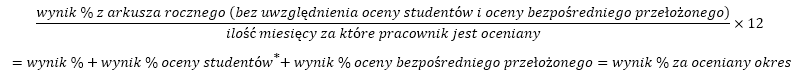 wynik % z arkusza rocznego (bez uwzględnienia oceny studentów i oceny bezpośredniego przełożonego)
ilość miesięcy za które pracownik jest oceniany
× 12
= wynik % + wynik % oceny studentów*+ wynik % oceny bezpośredniego przełożonego = wynik % za oceniany okres